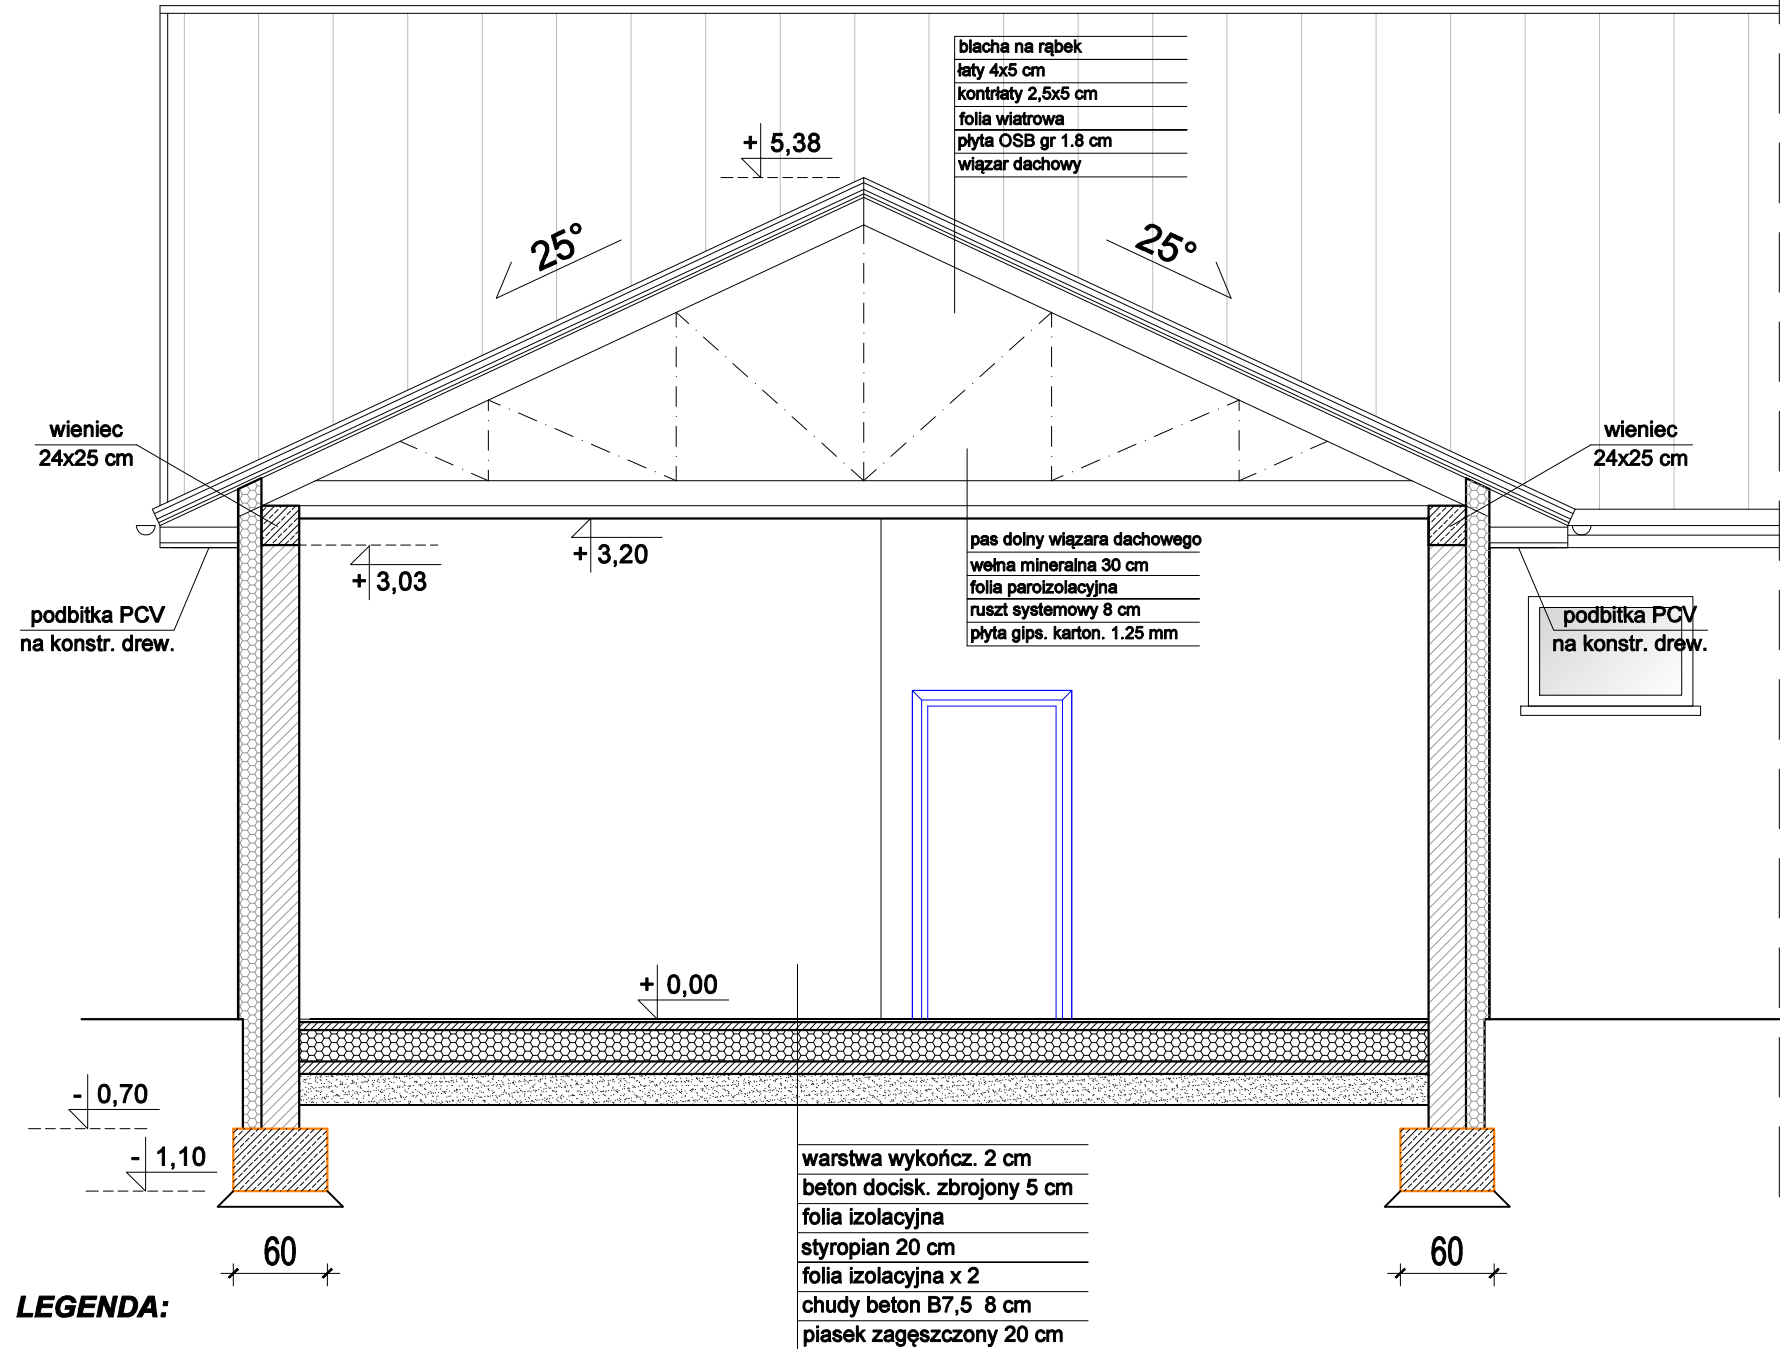 blacha na rąbek
łaty 4x5 cm
kontrłaty 2,5x5 cm
folia wiatrowa
płyta OSB gr 1.8 cm
wiązar dachowy
+ 5,38
25°
25°
wieniec
24x25 cm
wieniec
24x25 cm
+ 3,20
+ 3,03
pas dolny wiązara dachowego
wełna mineralna 30 cm
folia paroizolacyjna
ruszt systemowy 8 cm
płyta gips. karton. 1.25 mm
podbitka PCV
na konstr. drew.
podbitka PCV
na konstr. drew.
+ 0,00
- 0,70
- 1,10
warstwa wykończ. 2 cm
beton docisk. zbrojony 5 cm
folia izolacyjna
styropian 20 cm
folia izolacyjna x 2
chudy beton B7,5 8 cm
piasek zagęszczony 20 cm
60
60
LEGENDA: